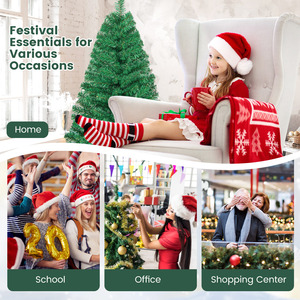 Festival
Essentials for
Various
Occasions
Home
20
School
Office
Shopping Center